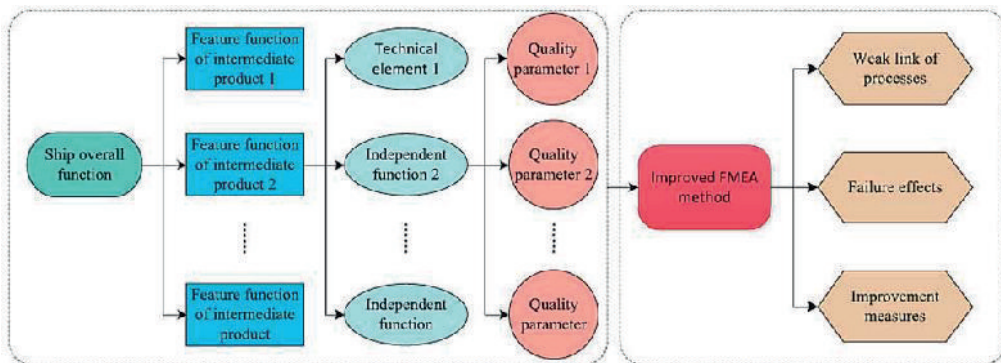 Ship overall
function
Feature function
of intermediate
product 1
Feature function
of intermediate
product 2
Feature function
of intermediate
product
Technical
element 1
Independent
function 2
Independent
function
Quality
parameter 1
Quality
parameter 2
Quality
parameter
Improved FMEA
method
Weak link of
processes
Failure effects
Improvement
measures